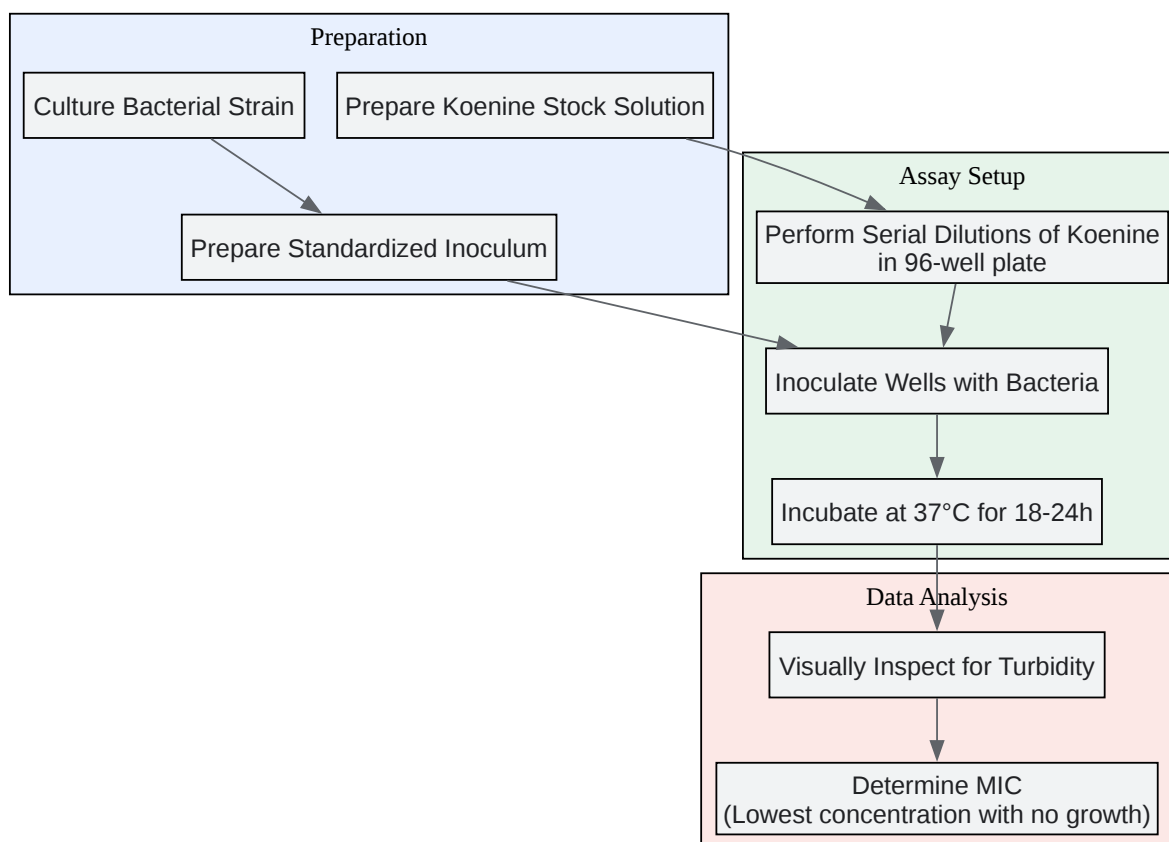 Preparation
Culture Bacterial Strain
Prepare Koenine Stock Solution
Prepare Standardized Inoculum
Assay Setup
Perform Serial Dilutions of Koenine
in 96-well plate
Inoculate Wells with Bacteria
Incubate at 37°C for 18-24h
Data Analysis
Visually Inspect for Turbidity
Determine MIC
(Lowest concentration with no growth)